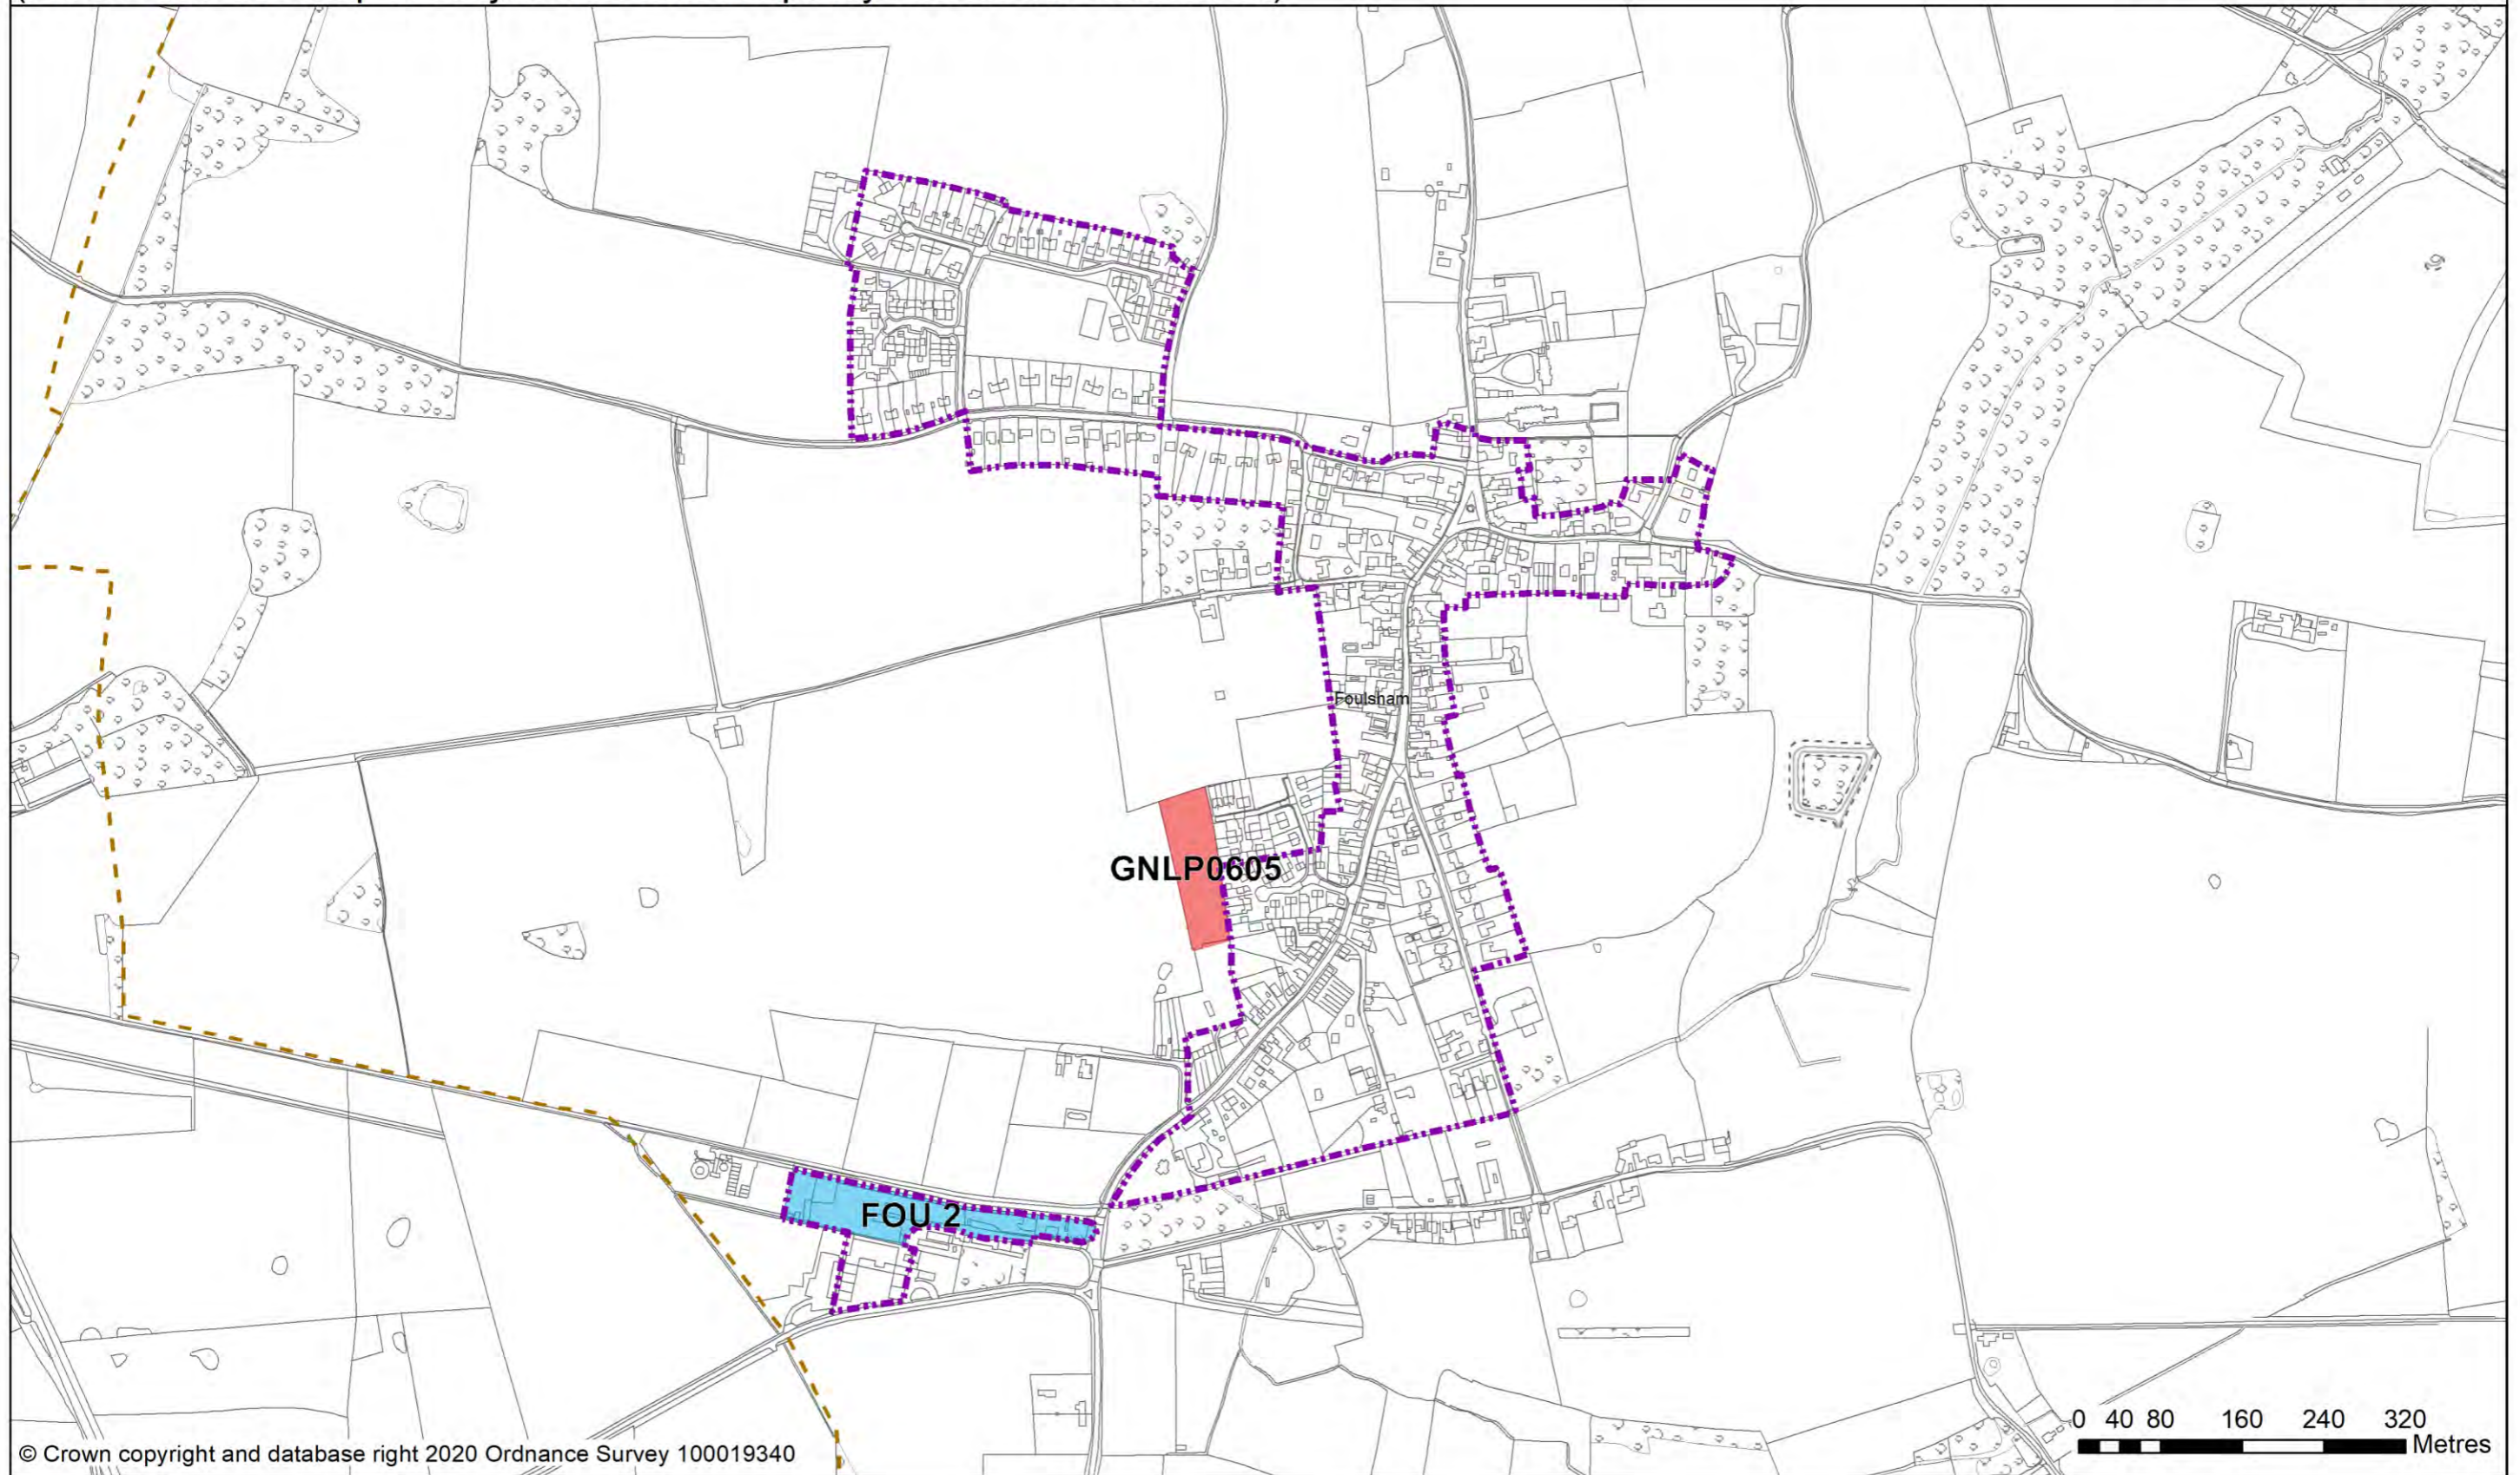 Foulsham
GNLP0605
FOU 2
0 40 80 160 240 320
Metres
© Crown copyright and database right 2020 Ordnance Survey 100019340